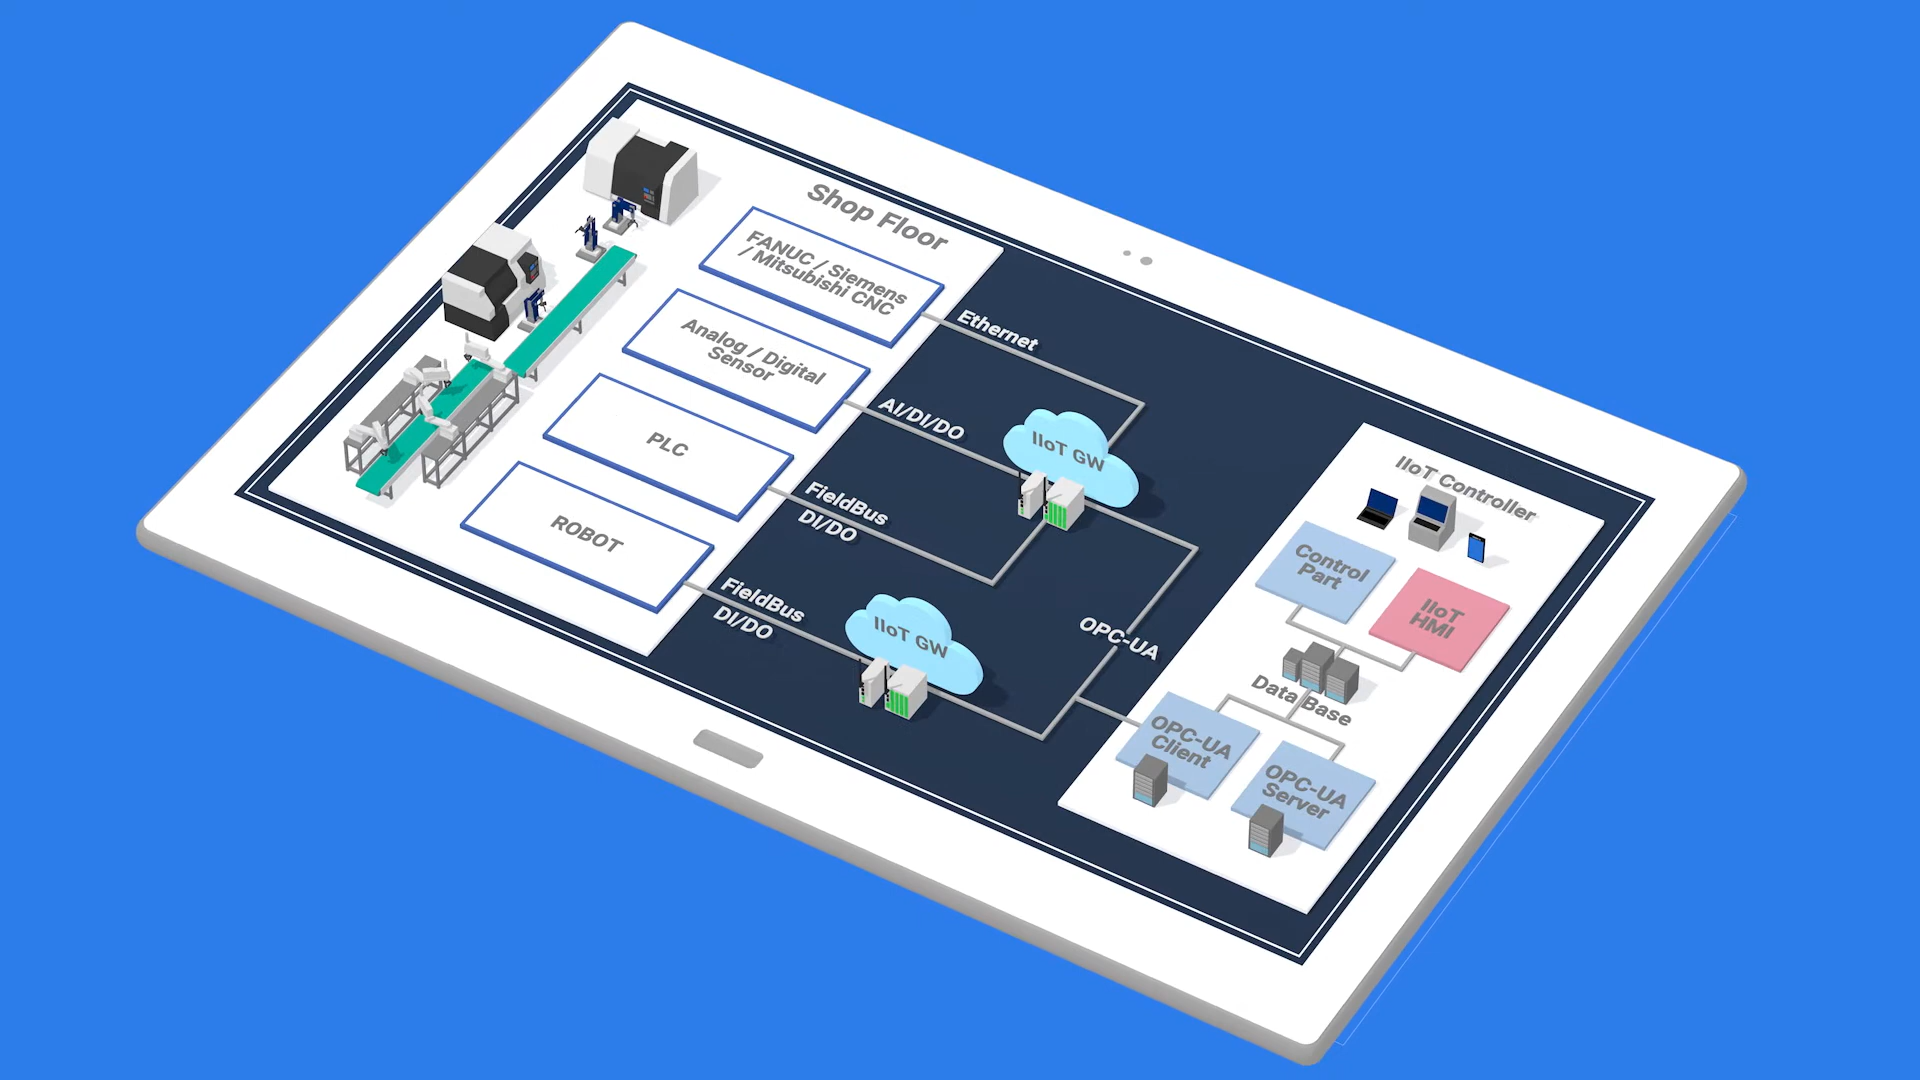 Shop Floor
FANUC / Siemens
/ Mitsubishi CNC
Analog / Digital
Sensor
PLC
ROBOT
Ethernet
AI/DI/DO
FieldBus
DI/DO
FieldBus
DI/DO
IIoT GW
IIoT GW
OPC-UA
IIoT Controller
Control
Part
IIoT
HMI
Data Base
OPC-UA
Client
OPC-UA
Server